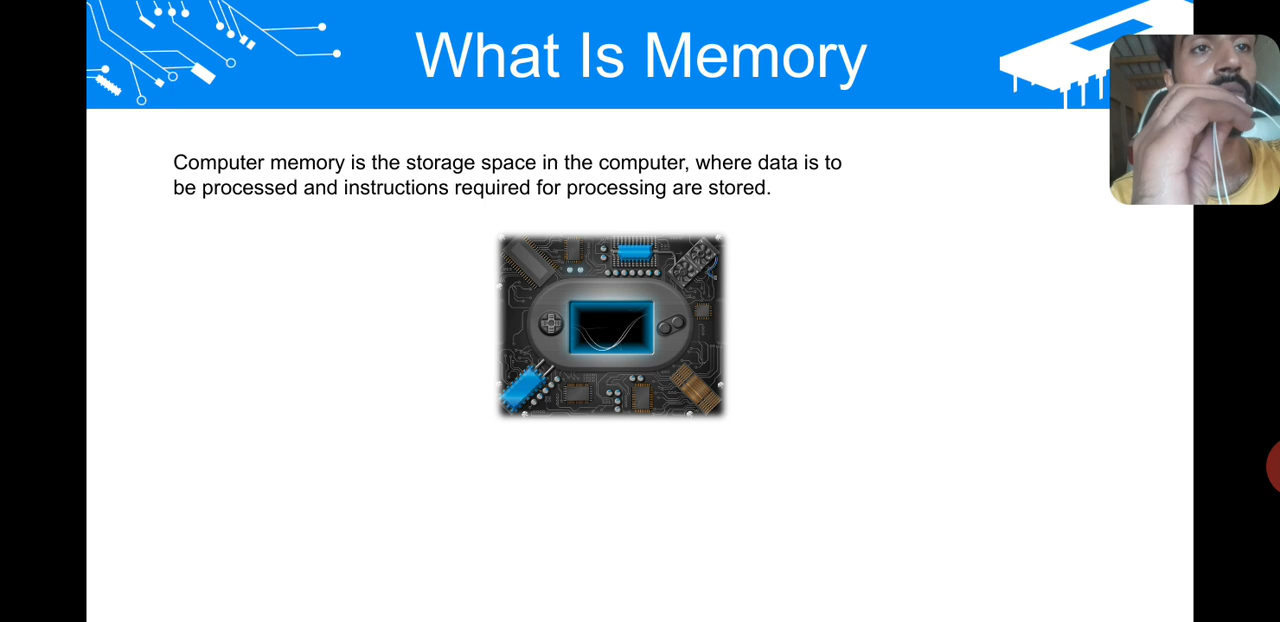 What Is Memory
Computer memory is the storage space in the computer, where data is to
be processed and instructions required for processing are stored.